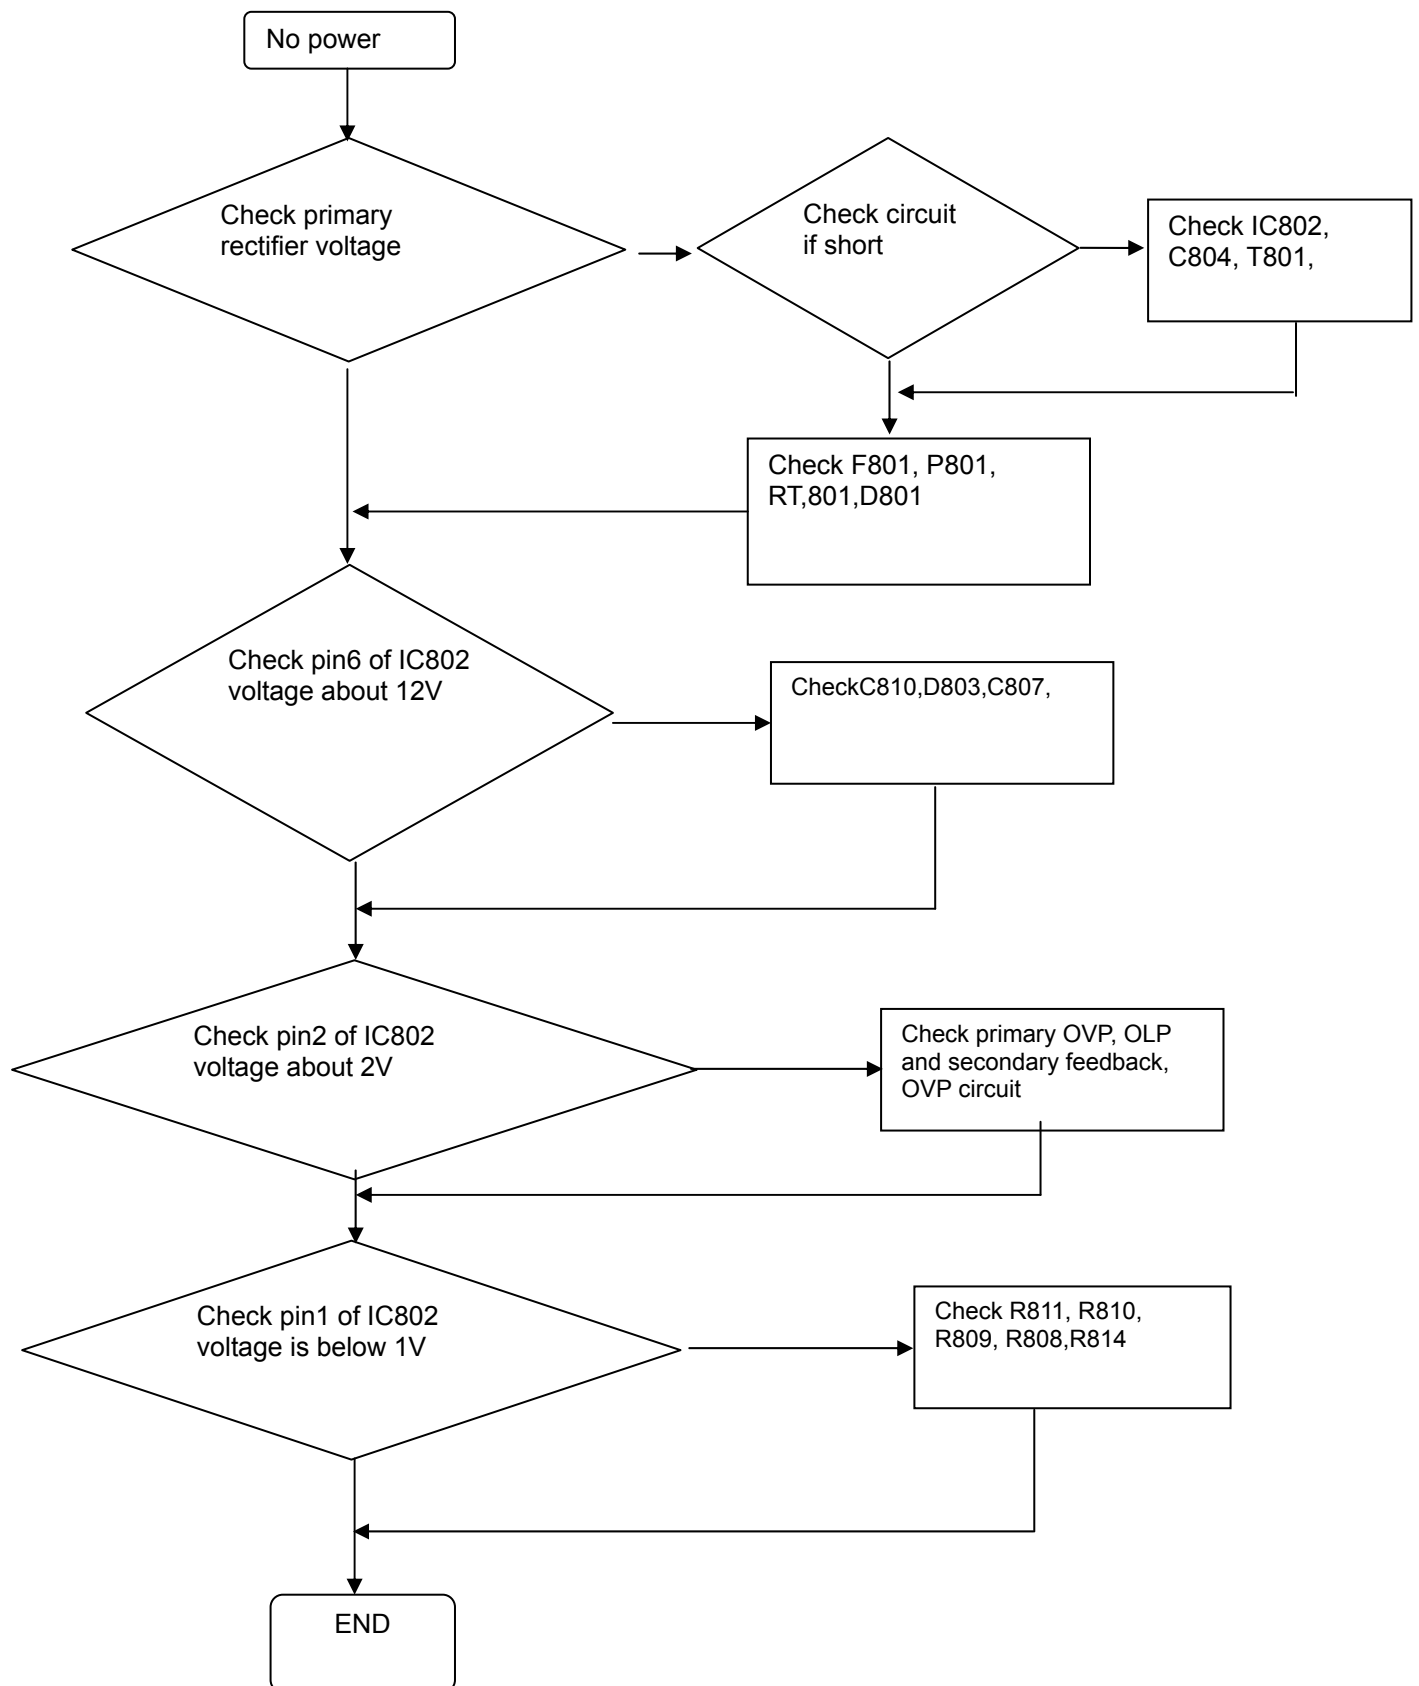 No power
Check primary
rectifier voltage
Check circuit
if short
Check IC802,
C804, T801,
Check F801, P801,
RT,801,D801
Check pin6 of IC802
voltage about 12V
CheckC810,D803,C807,
Check pin2 of IC802
voltage about 2V
Check primary OVP, OLP
and secondary feedback,
OVP circuit
Check pin1 of IC802
voltage is below 1V
Check R811, R810,
R809, R808,R814
END